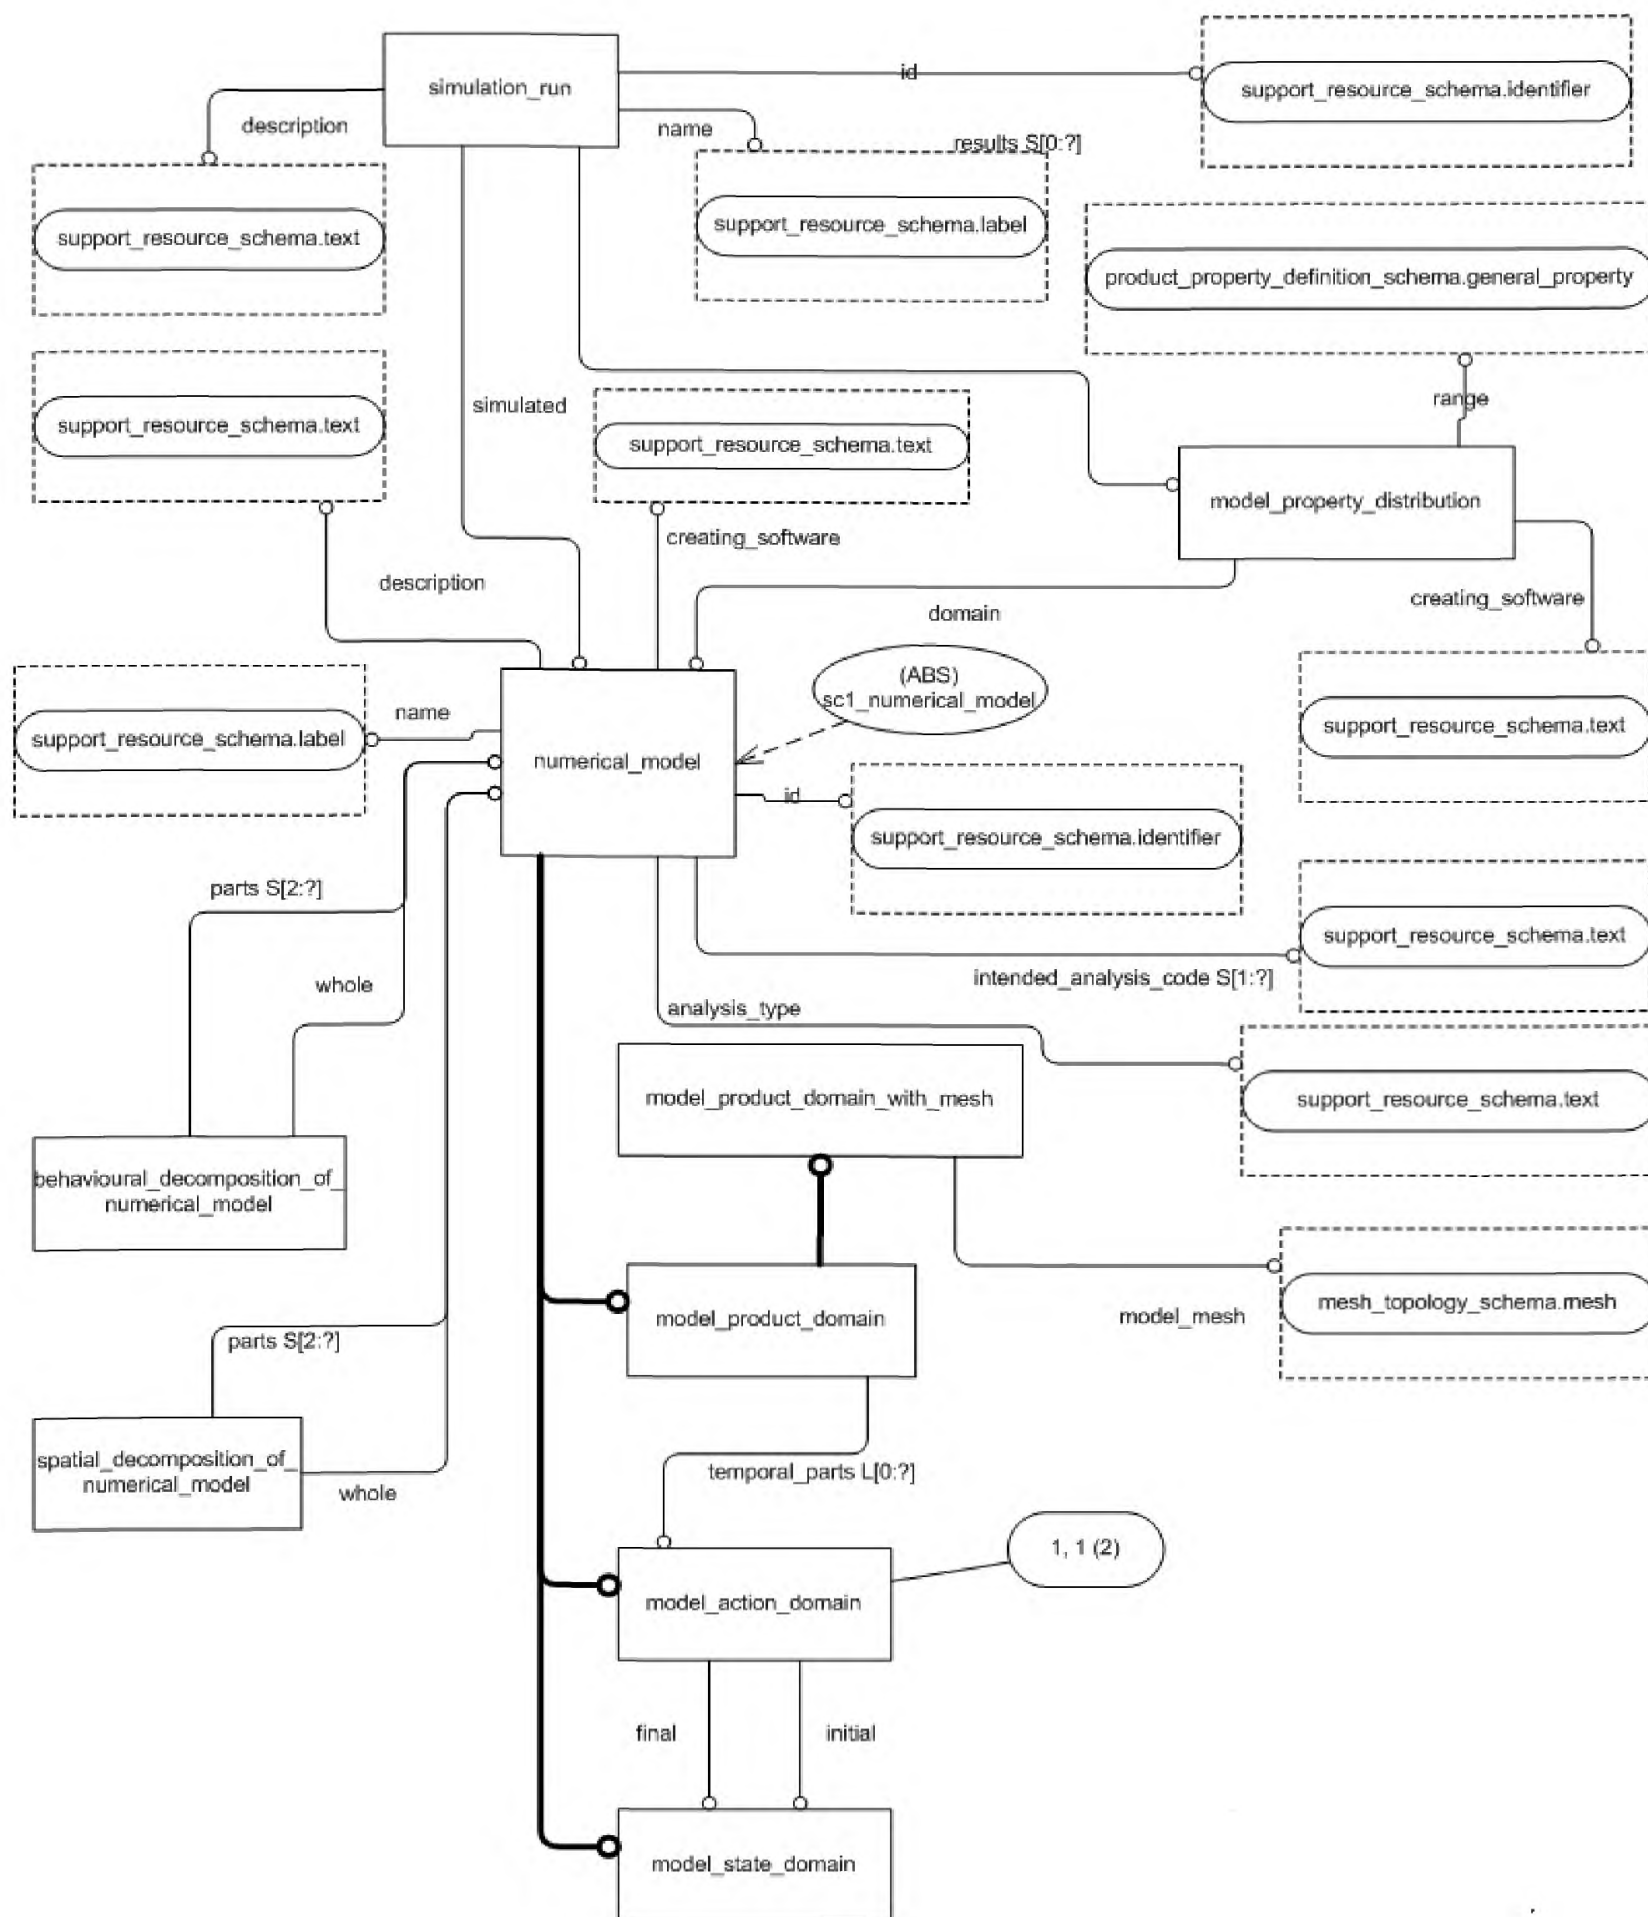 simulation_run
id
support_resource_schema.identifier
description
name
results S[0:?]
support_resource_schema.text
support_resource_schema.label
product_property_definition_schema.general_property
support_resource_schema.text
simulated
support_resource_schema.text
range
model_property_distribution
creating_software
description
domain
creating_software
(ABS)
sc1_numerical_model
name
support_resource_schema.label
numerical_model
support_resource_schema.text
id
support_resource_schema.identifier
parts S[2:?]
whole
support_resource_schema.text
intended_analysis_code S[1:?]
analysis_type
model_product_domain_with_mesh
support_resource_schema.text
behavioural_decomposition_of_
numerical_model
mesh_topology_schema.mesh
model_mesh
model_product_domain
parts S[2:?]
spatial_decomposition_of_
numerical_model
whole
temporal_parts L[0:?]
1, 1 (2)
model_action_domain
final
initial
model_state_domain